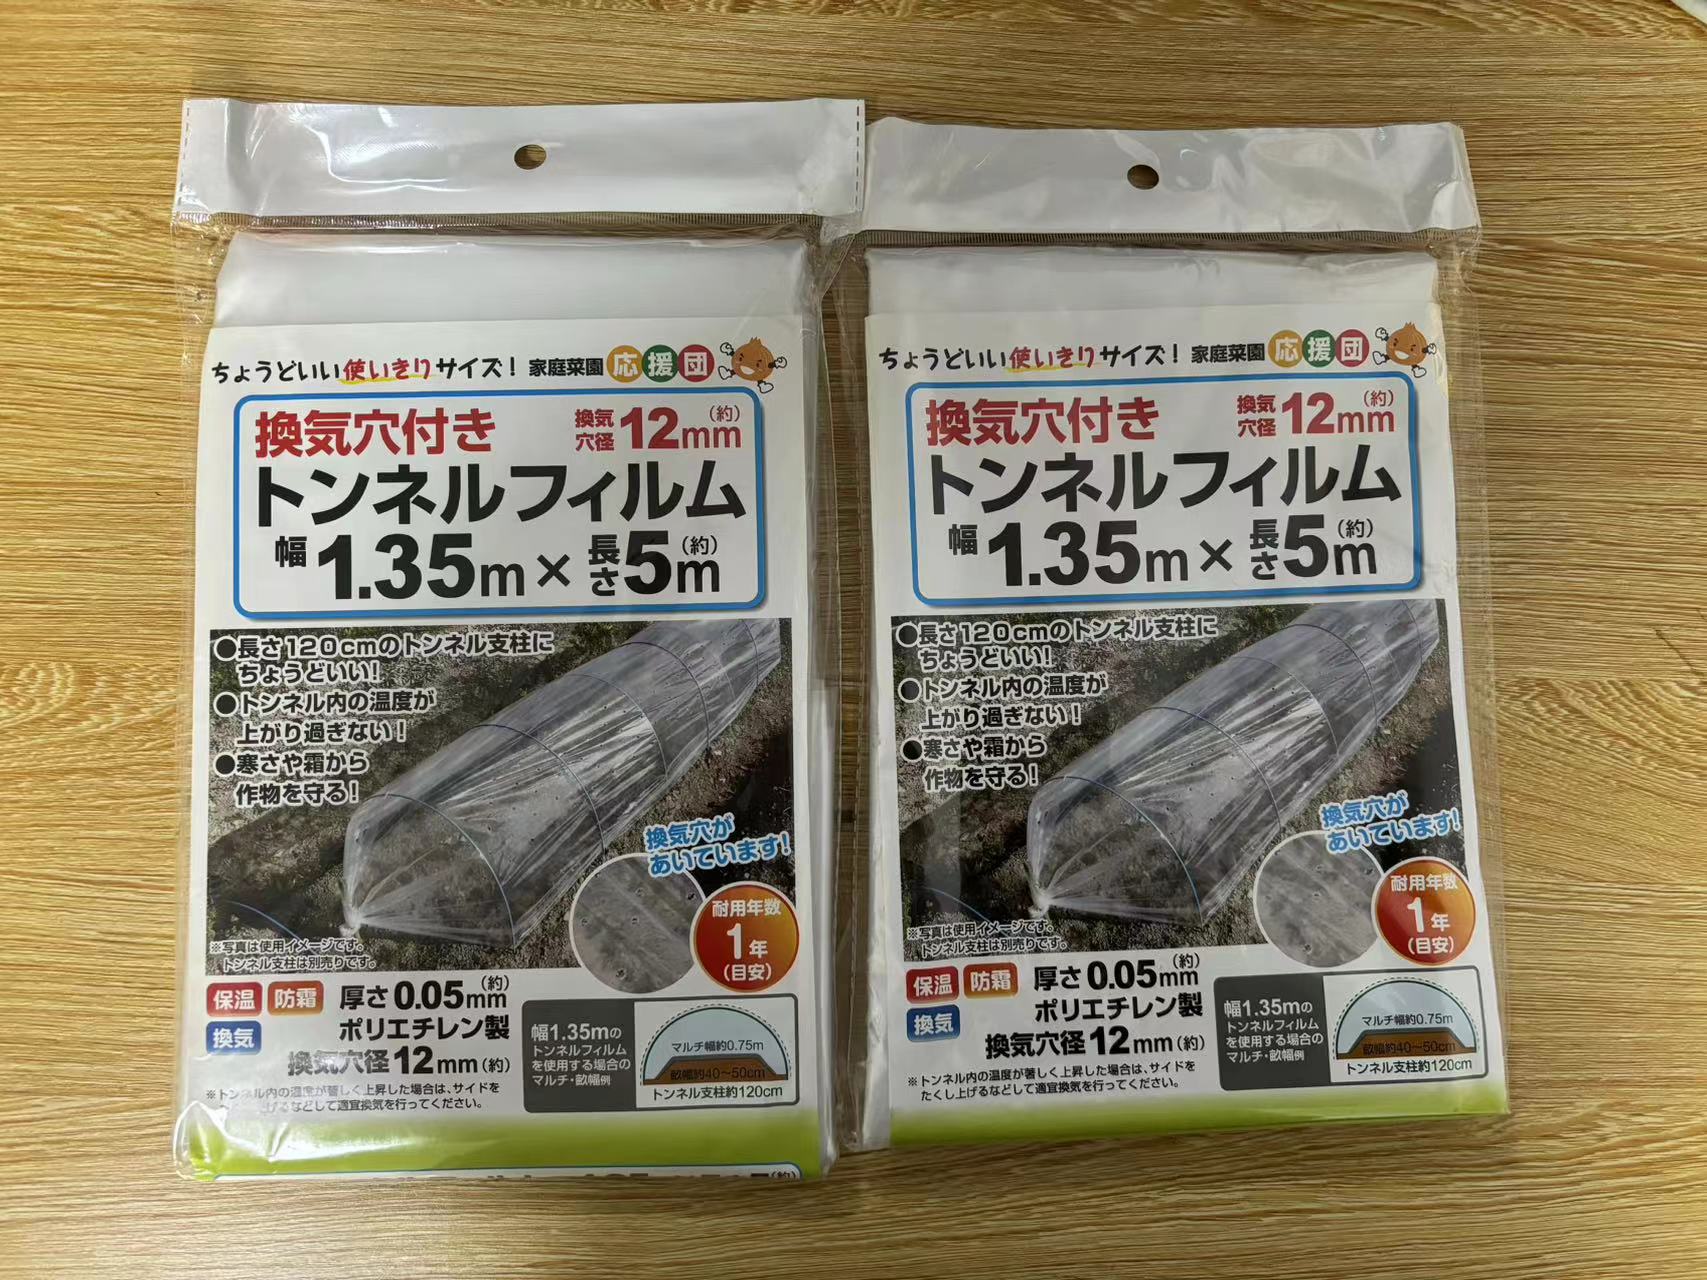 ちょうどいい使いきりサイズ! 家庭菜園応援団
換気穴付き 換気穴径12mm(約)
トンネルフィルム
幅1.35m×長さ5m(約)
●長さ120cmのトンネル支柱に
ちょうどいい!
●トンネル内の温度が
上がり過ぎない!
●寒さや霜から
作物を守る!
換気穴が
あいています!
耐用年数
1年
(目安)
※写真は使用イメージです。
トンネル支柱は別売りです。
保温 防霜 厚さ0.05mm(約)
換気 ポリエチレン製
換気穴径12mm(約)
※トンネル内の温度が著しく上昇した場合は、サイドを
上げるなどして適宜換気を行ってください。
幅1.35mの
トンネルフィルム
を使用する場合の
マルチ・畝幅例
マルチ幅約0.75m
畝幅約40~50cm
トンネル支柱約120cm
ちょうどいい使いきりサイズ! 家庭菜園応援団
換気穴付き 換気穴径12mm(約)
トンネルフィルム
幅1.35m×長さ5m(約)
●長さ120cmのトンネル支柱に
ちょうどいい!
●トンネル内の温度が
上がり過ぎない!
●寒さや霜から
作物を守る!
換気穴が
あいています!
耐用年数
1年
(目安)
※写真は使用イメージです。
トンネル支柱は別売りです。
保温 防霜 厚さ0.05mm(約)
換気 ポリエチレン製
換気穴径12mm(約)
※トンネル内の温度が著しく上昇した場合は、サイドを
たくし上げるなどして適宜換気を行ってください。
幅1.35mの
トンネルフィルム
を使用する場合の
マルチ・畝幅例
マルチ幅約0.75m
畝幅約40~50cm
トンネル支柱約120cm